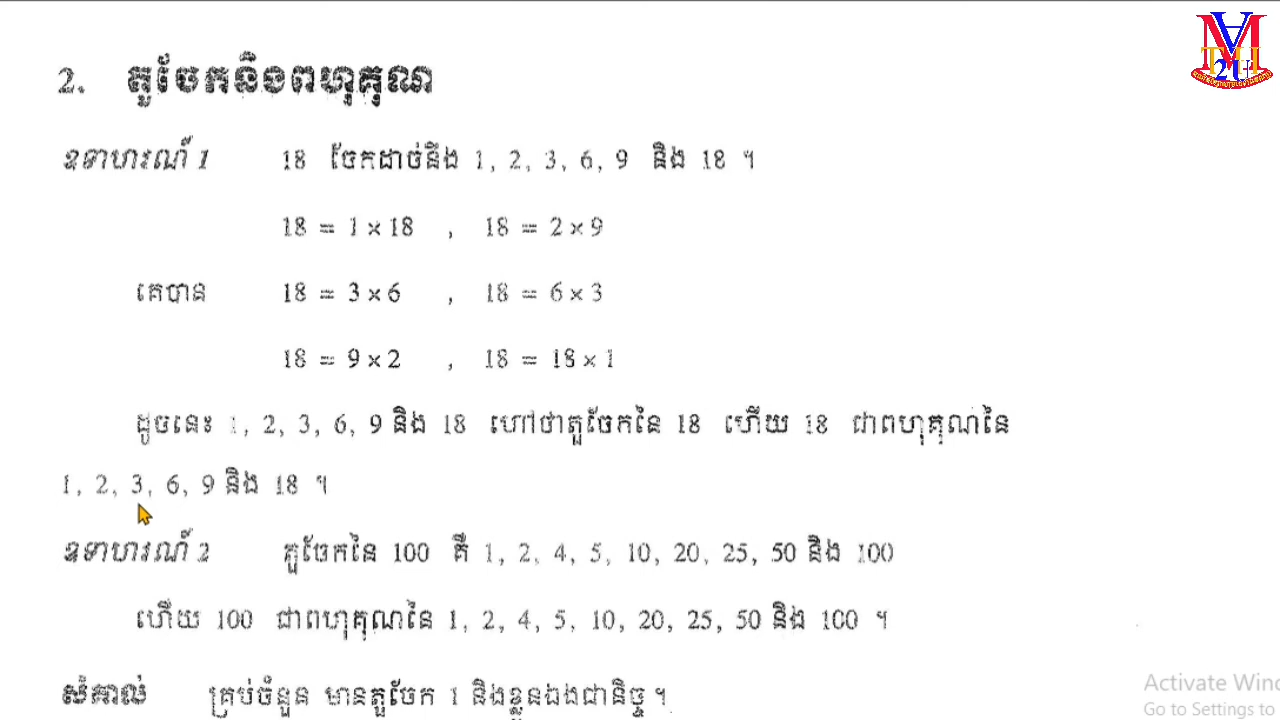 2. តួចែកនិងពហុគុណ
ឧទាហរណ៍ 1 18 ចែកដាច់នឹង 1, 2, 3, 6, 9 និង 18 ។
18 = 1 × 18 , 18 = 2 × 9
គេបាន 18 = 3 × 6 , 18 = 6 × 3
18 = 9 × 2 , 18 = 18 × 1
ដូចនេះ 1, 2, 3, 6, 9 និង 18 ហៅថាតួចែកនៃ 18 ហើយ 18 ជាពហុគុណនៃ
1, 2, 3, 6, 9 និង 18 ។
ឧទាហរណ៍ 2 តួចែកនៃ 100 គឺ 1, 2, 4, 5, 10, 20, 25, 50 និង 100
ហើយ 100 ជាពហុគុណនៃ 1, 2, 4, 5, 10, 20, 25, 50 និង 100 ។
សំគាល់ គ្រប់ចំនួន មានតួចែក 1 និងខ្លួនឯងជានិច្ច ។
Activate Wind
Go to Settings to